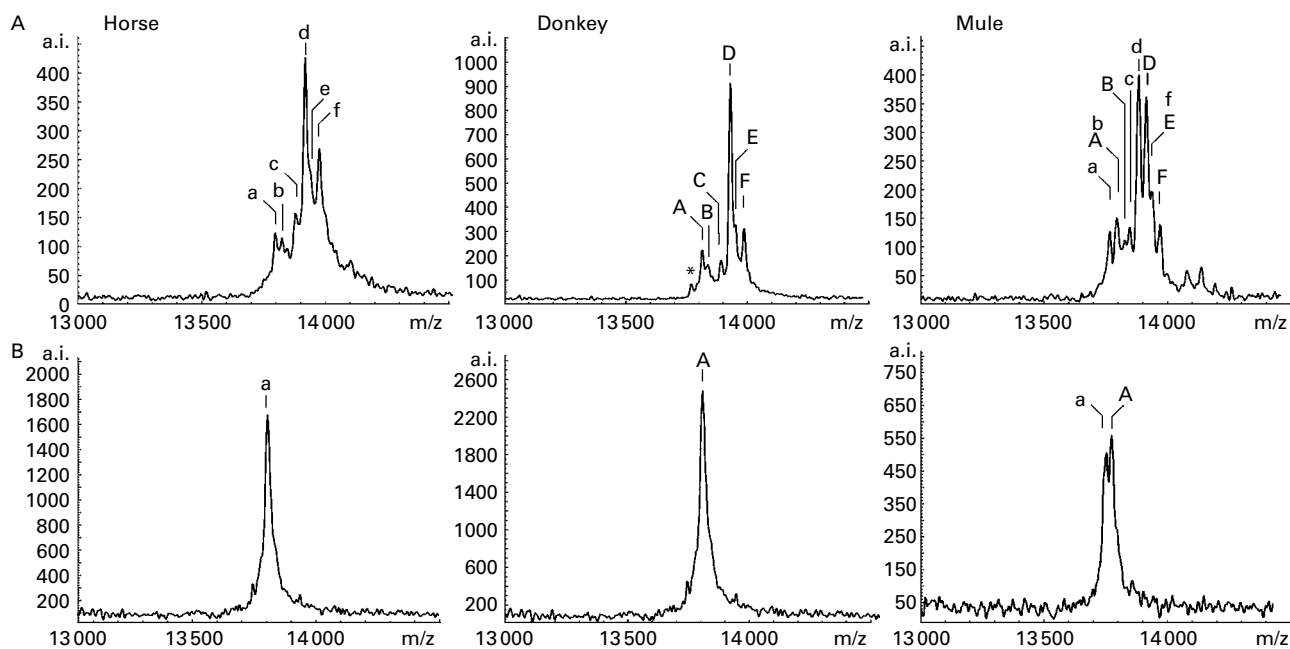 A
Horse
Donkey
Mule
a.i.
400
350
300
250
200
150
100
50
0
a
b
c
d
e
f
13 000
13 500
14 000
m/z
a.i.
1000
900
800
700
600
500
400
300
200
100
*
A
B
C
D
E
F
13 000
13 500
14 000
m/z
a.i.
400
350
300
250
200
150
100
50
0
a
b
A
B
c
d
D
f
E
F
13 000
13 500
14 000
m/z
B
a.i.
2000
1800
1600
1400
1200
1000
800
600
400
200
a
13 000
13 500
14 000
m/z
a.i.
2600
2200
1800
1400
1000
600
200
A
13 000
13 500
14 000
m/z
a.i.
750
650
550
450
350
250
150
50
a
A
13 000
13 500
14 000
m/z